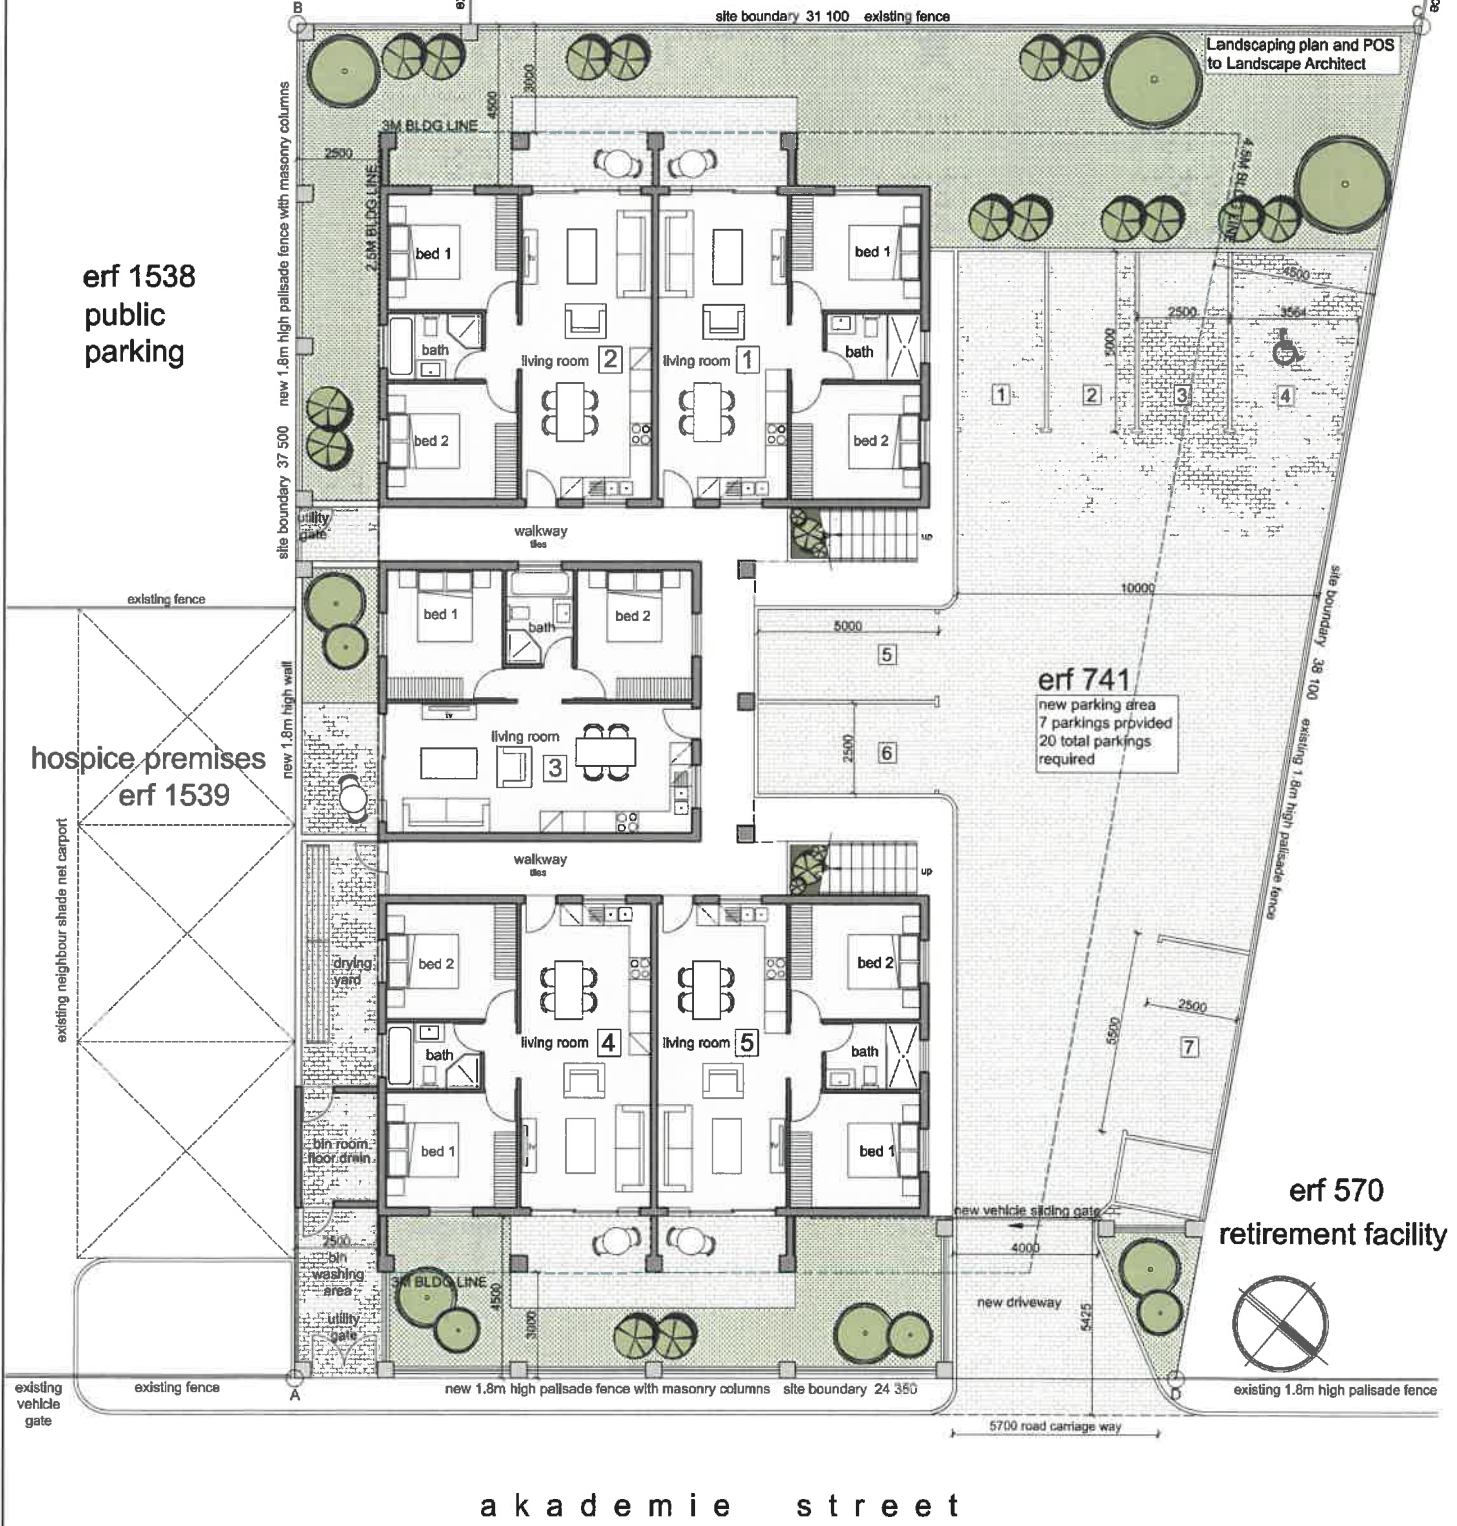 B
site boundary 31 100 existing fence
C
Landscaping plan and POS
to Landscape Architect
4500
3000
3M BLDG LINE
2500
2.5M BLDG LINE
4.5M BLDG LINE
site boundary 37 500 new 1.8m high palisade fence with masonry columns
erf 1538
public
parking
bed 1
bed 1
bath
living room 2
living room 1
bath
bed 2
bed 2
4500
2500
3564
5000
1
2
3
4
utility
gate
walkway
tiles
up
10000
existing fence
bed 1
bath
bed 2
5000
5
new 1.8m high wall
tv
living room
3
2500
6
erf 741
new parking area
7 parkings provided
20 total parkings
required
site boundary 38 100 existing 1.8m high palisade fence
hospice premises
erf 1539
existing neighbour shade net carport
walkway
tiles
up
drying
yard
bed 2
bed 2
bath
living room 4
living room 5
bath
bed 1
bed 1
2500
5500
7
bin room
floor drain
erf 570
retirement facility
new vehicle sliding gate
4000
2500
bin
washing
area
utility
gate
3M BLDG LINE
4500
3000
new driveway
5425
existing
vehicle
gate
existing fence
A
new 1.8m high palisade fence with masonry columns site boundary 24 350
D
existing 1.8m high palisade fence
5700 road carriage way
akademie street